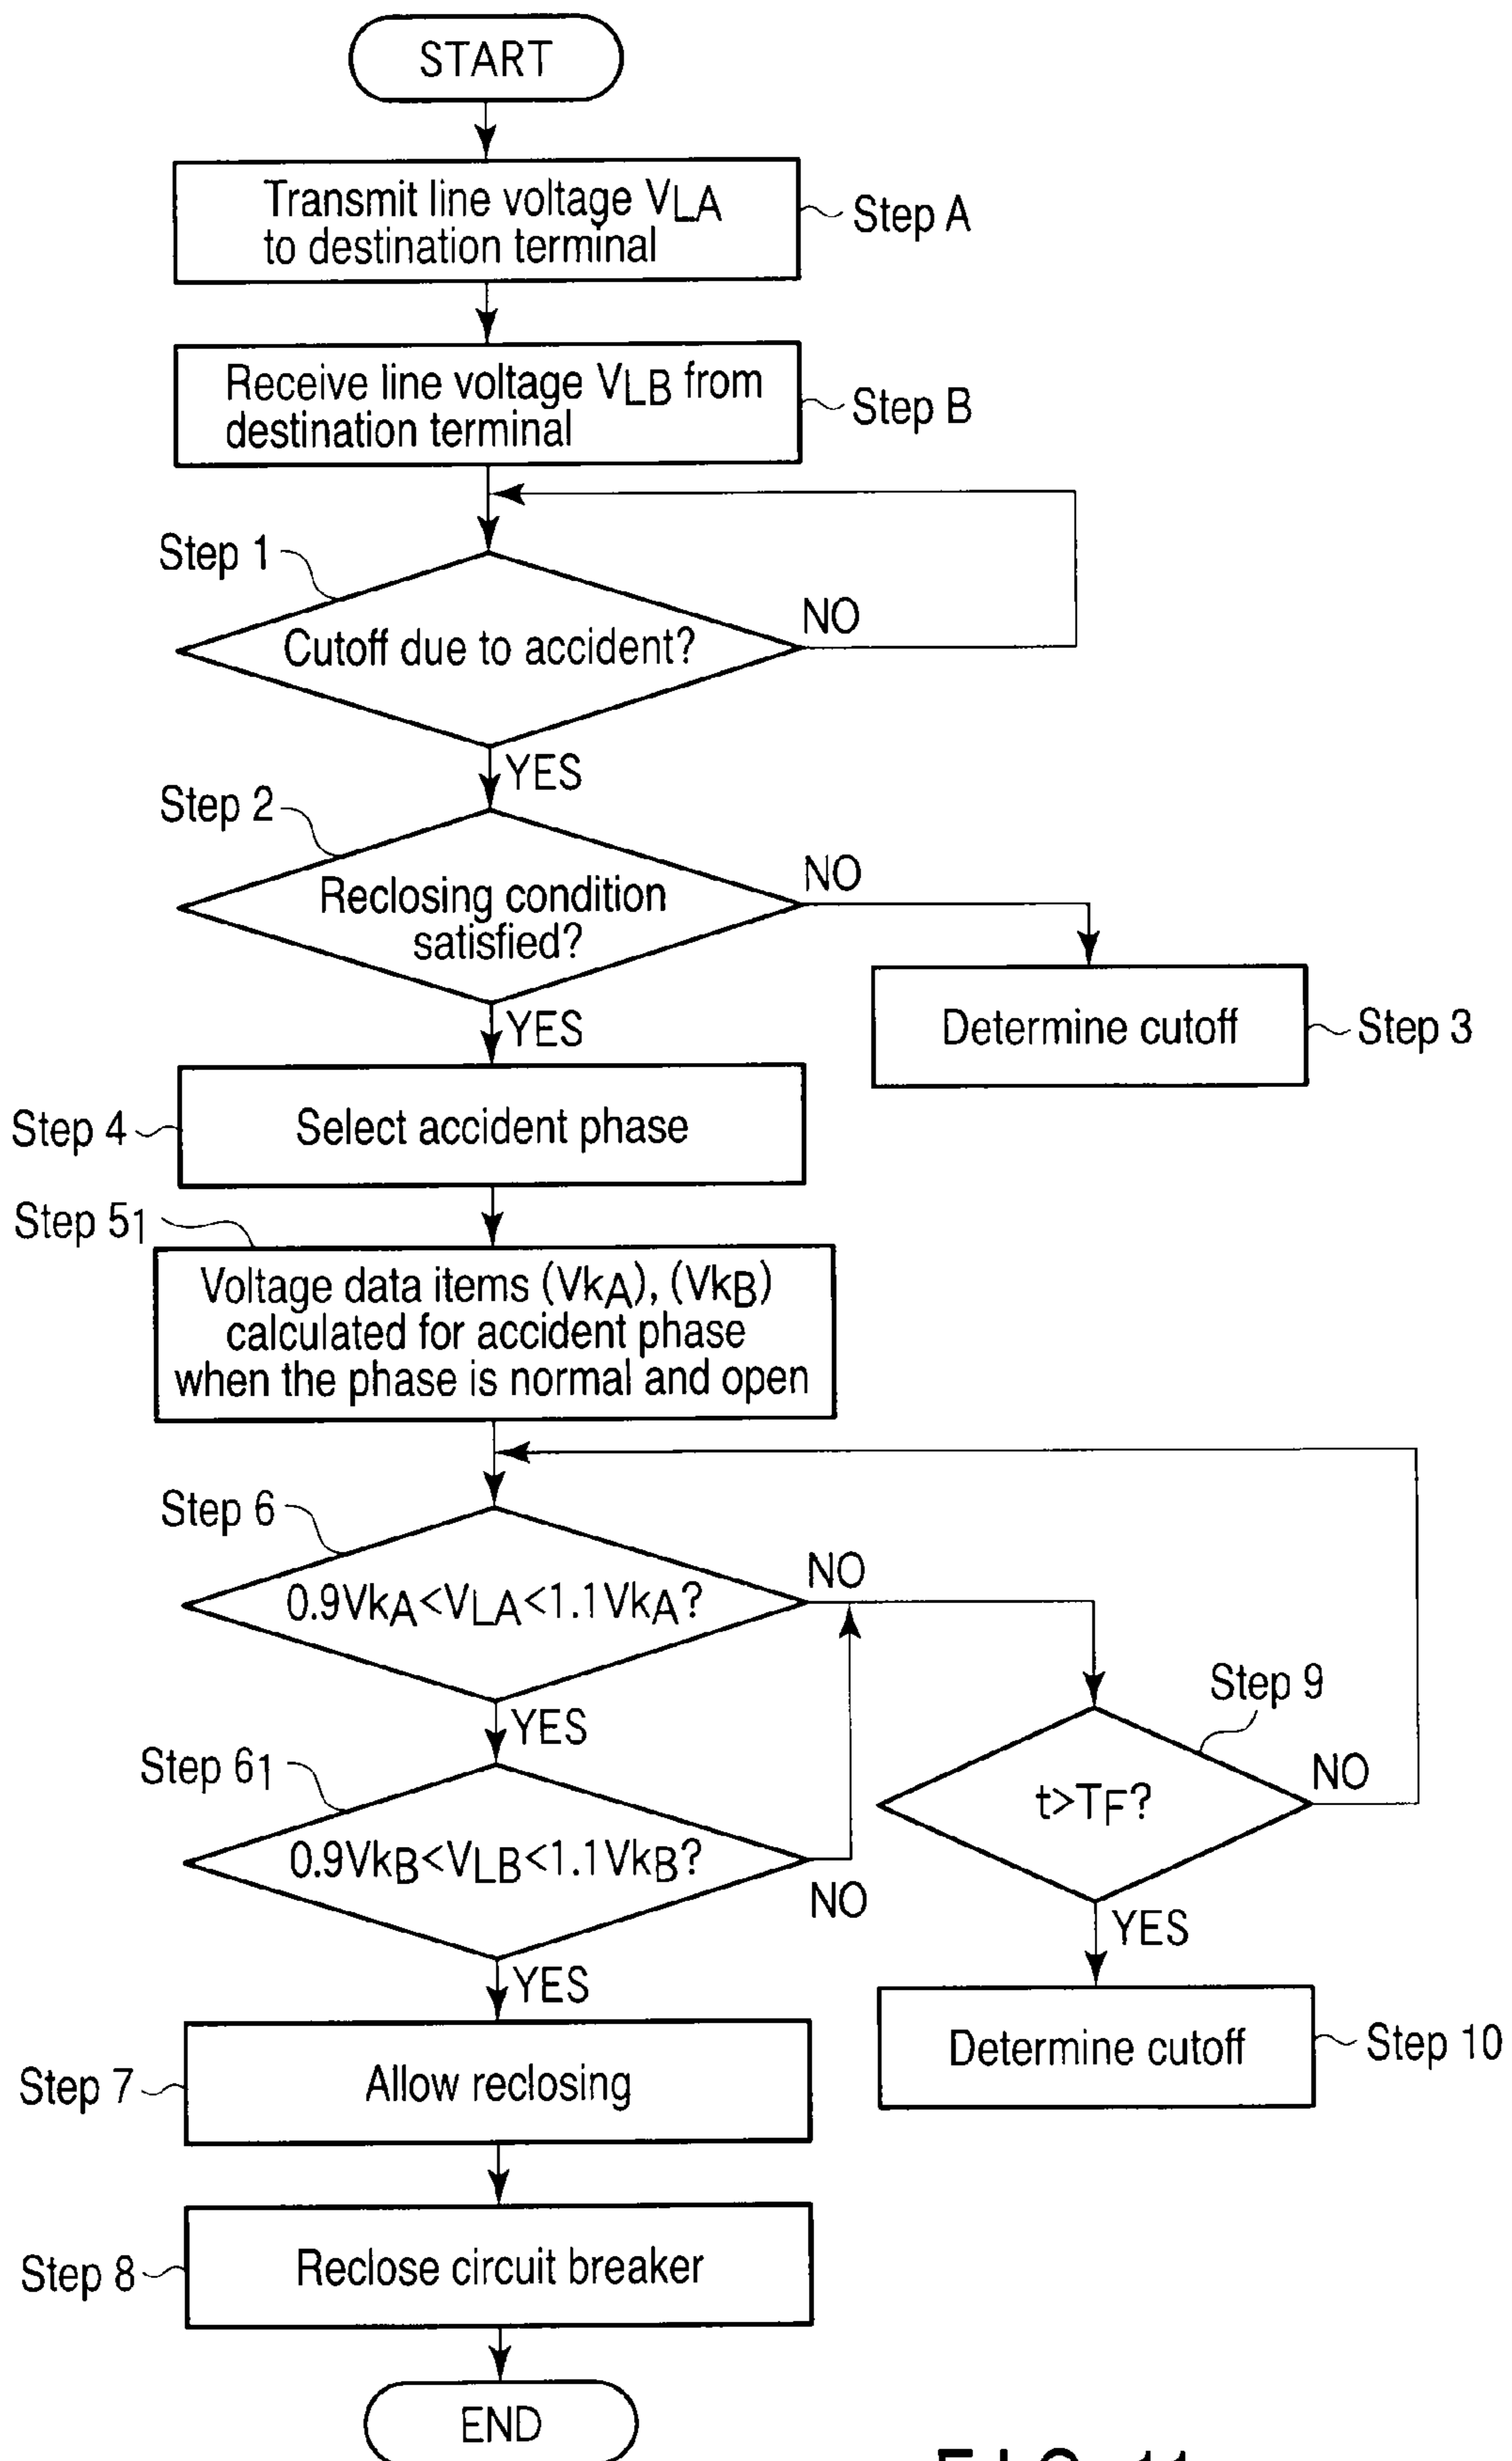 START
Transmit line voltage VLA
to destination terminal
Step A
Receive line voltage VLB from
destination terminal
Step B
Step 1
Cutoff due to accident?
NO
YES
Step 2
Reclosing condition
satisfied?
NO
YES
Determine cutoff
Step 3
Step 4
Select accident phase
Step 51
Voltage data items (VkA), (VkB)
calculated for accident phase
when the phase is normal and open
Step 6
0.9VkA<VLA<1.1VkA?
NO
YES
Step 9
t>TF?
NO
YES
Step 61
0.9VkB<VLB<1.1VkB?
NO
YES
Determine cutoff
Step 10
Step 7
Allow reclosing
Step 8
Reclose circuit breaker
END
FIG. 11